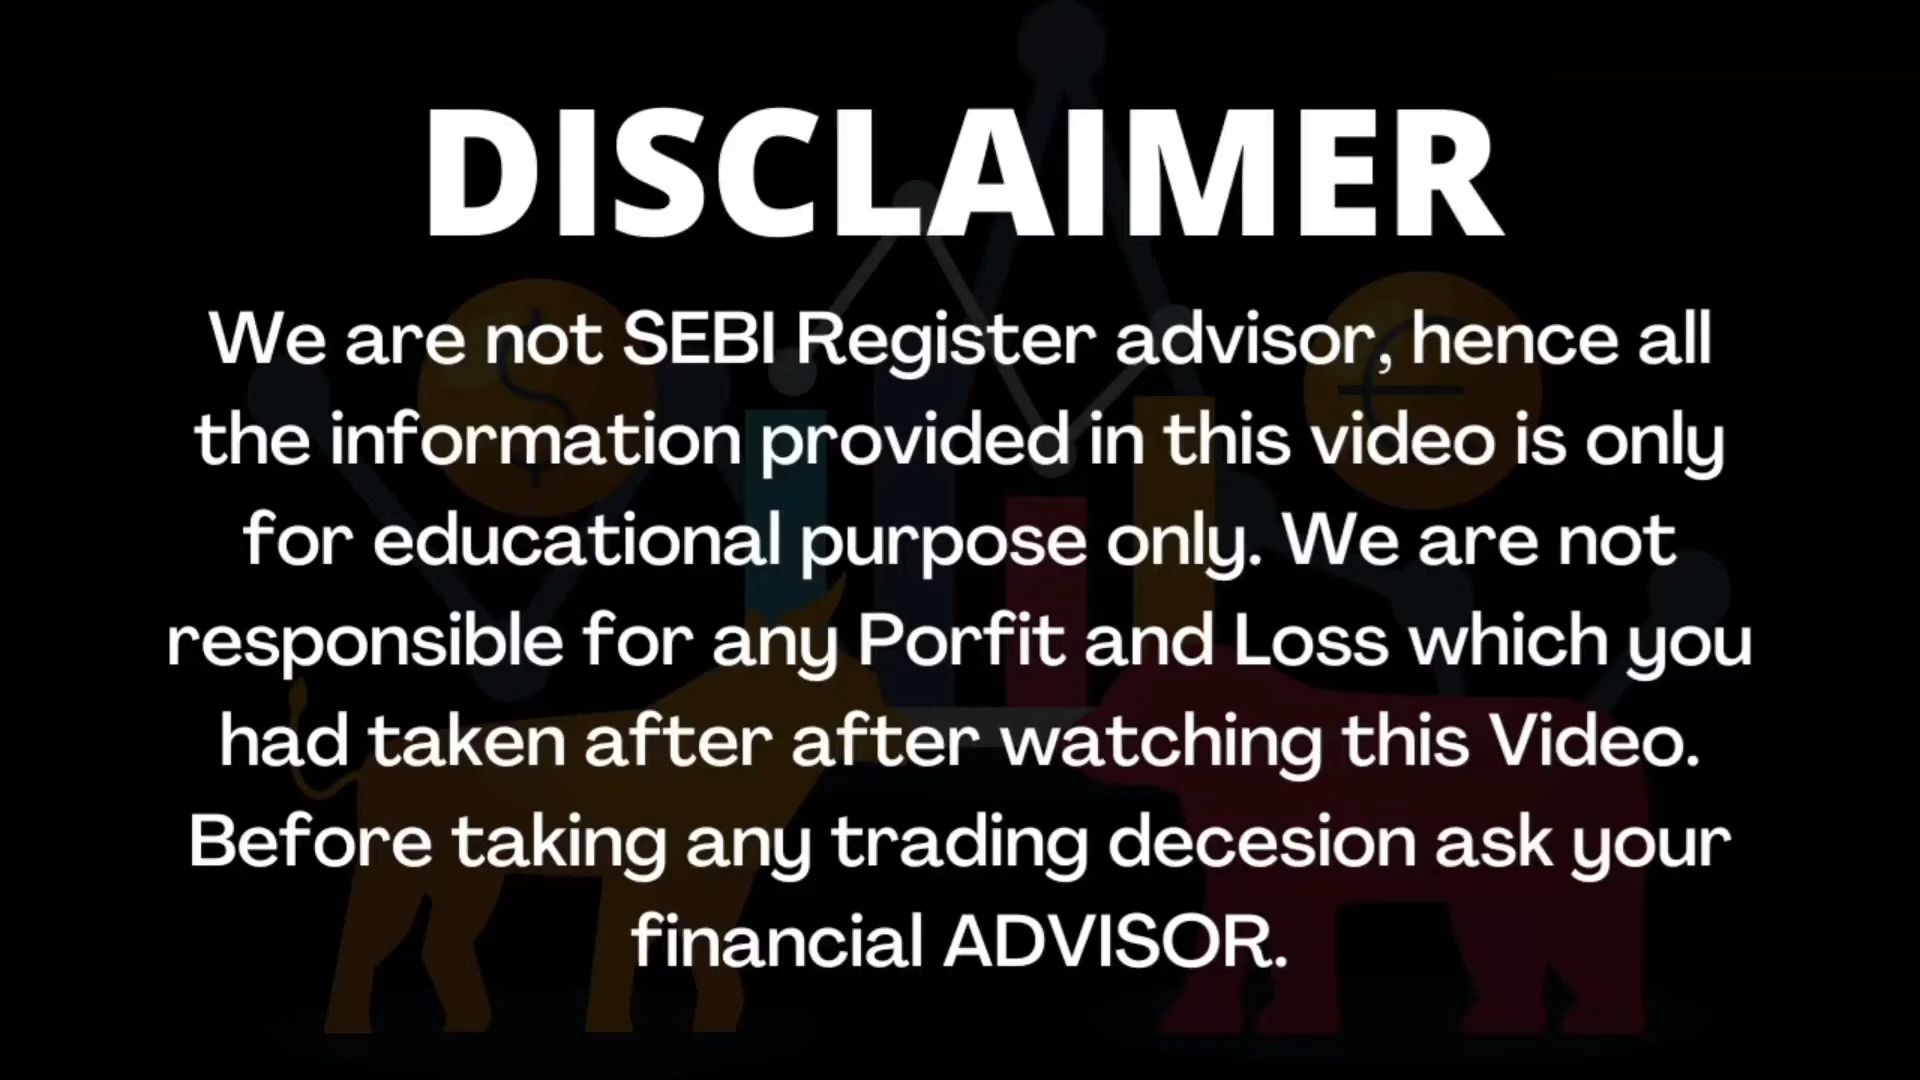 DISCLAIMER
We are not SEBI Register advisor, hence all
the information provided in this video is only
for educational purpose only. We are not
responsible for any Porfit and Loss which you
had taken after after watching this Video.
Before taking any trading decesion ask your
financial ADVISOR.